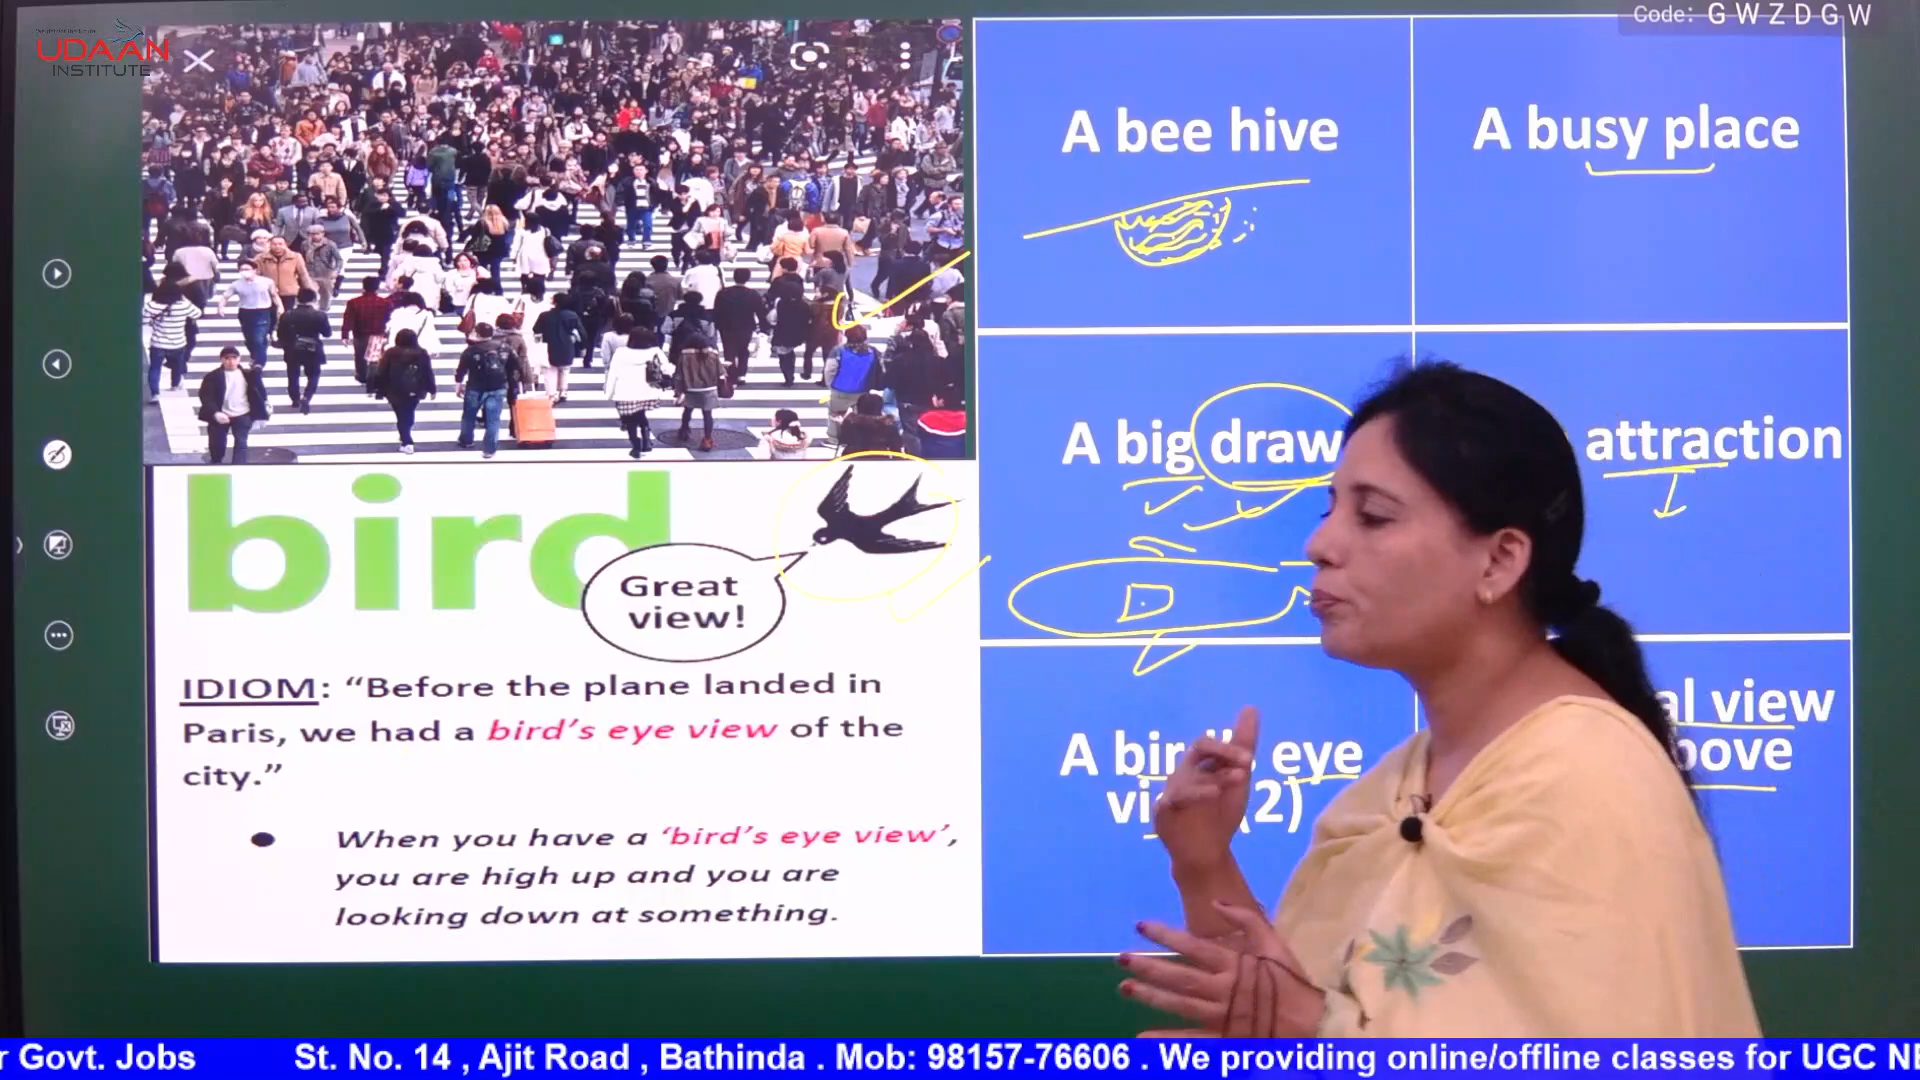 Code: G W Z D G W
UDAAN
INSTITUTE
A bee hive
A busy place
A big draw
attraction
bird
Great
view!
IDIOM: “Before the plane landed in
Paris, we had a bird’s eye view of the
city.”
● When you have a ‘bird’s eye view’,
you are high up and you are
looking down at something.
A bird's eye
(2)
view
r Govt. Jobs St. No. 14 , Ajit Road , Bathinda . Mob: 98157-76606 . We providing online/offline classes for UGC NE